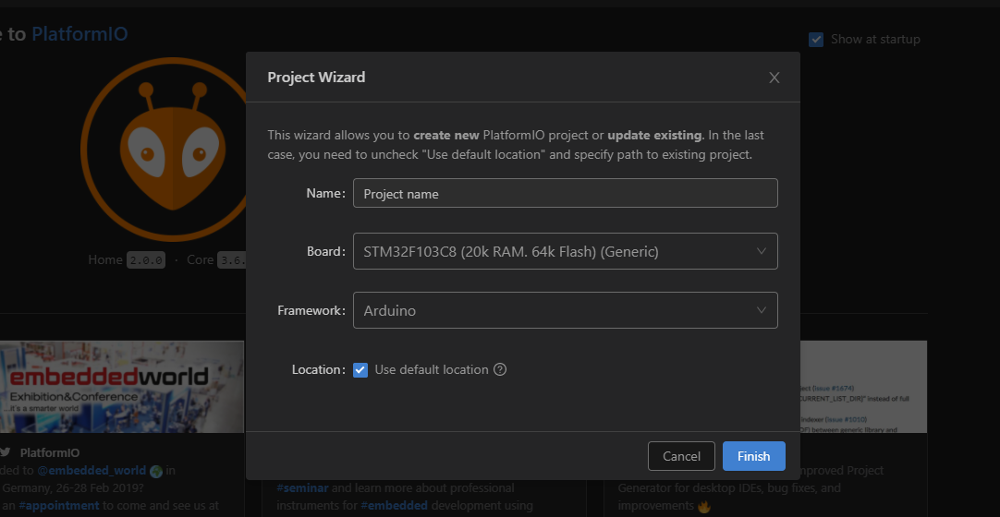 e to PlatformIO
Show at startup
Project Wizard
This wizard allows you to create new PlatformIO project or update existing. In the last
case, you need to uncheck "Use default location" and specify path to existing project.
Name:
Project name
Board:
STM32F103C8 (20k RAM. 64k Flash) (Generic)
Home 2.0.0 · Core 3.6.
Framework:
Arduino
Location:
Use default location
embeddedworld
Exhibition&Conference
...it's a smarter world
ect (issue #1674)
CURRENT_LIST_DIR)" instead of full
indexer (issue #1010)
DF) between generic library and
Cancel
Finish
PlatformIO
ded to @embedded_world in
Germany, 26-28 Feb 2019?
an #appointment to come and see us at
#seminar and learn more about professional
instruments for #embedded development using
mproved Project
Generator for desktop IDEs, bug fixes, and
improvements